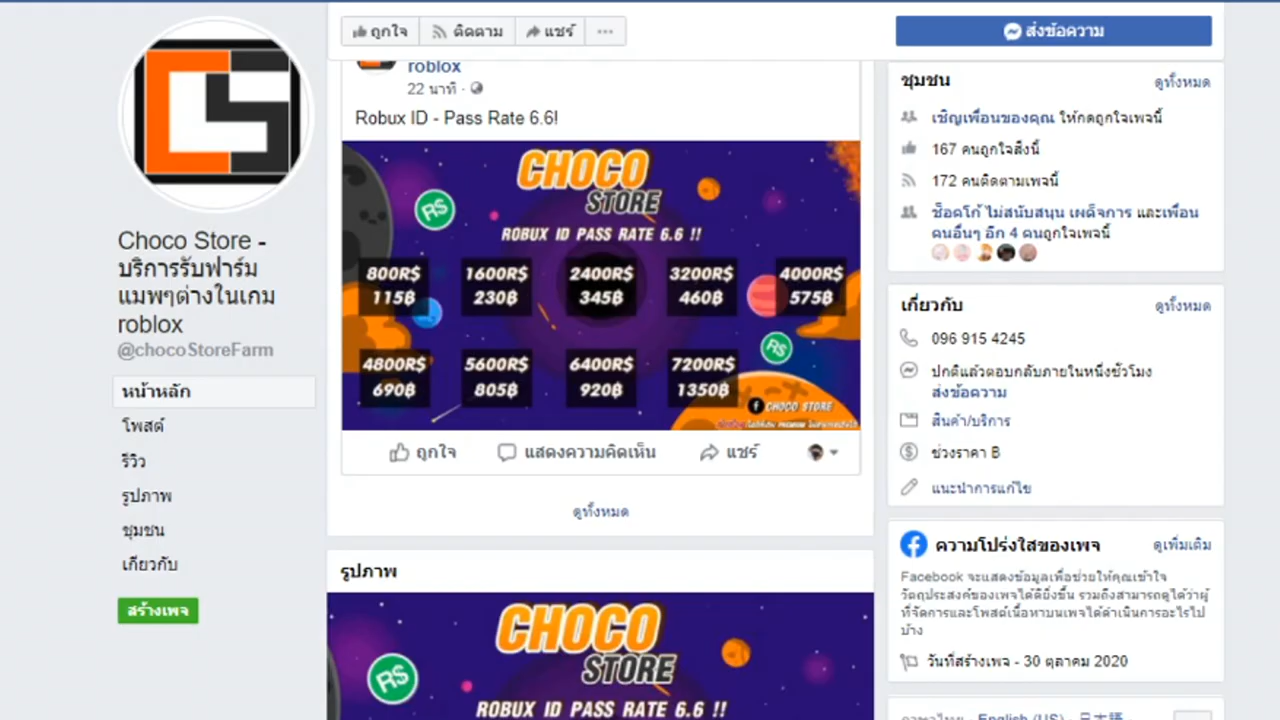 ถูกใจ
ติดตาม
แชร์
ส่งข้อความ
CS
Choco Store -
บริการรับฟาร์ม
แมพๆต่างในเกม
roblox
@chocoStoreFarm
หน้าหลัก
โพสต์
รีวิว
รูปภาพ
ชุมชน
เกี่ยวกับ
สร้างเพจ
roblox
22 นาที ·
Robux ID - Pass Rate 6.6!
CHOCO
STORE
ROBUX ID PASS RATE 6.6 !!
R$
800R$ 1600R$ 2400R$ 3200R$ 4000R$
115฿ 230฿ 345฿ 460฿ 575฿
R$
4800R$ 5600R$ 6400R$ 7200R$
690฿ 805฿ 920฿ 1350฿
CHOCO STORE
ถูกใจ แสดงความคิดเห็น แชร์
ดูทั้งหมด
รูปภาพ
CHOCO
STORE
R$
ROBUX ID PASS RATE 6.6 !!
ชุมชน ดูทั้งหมด
เชิญเพื่อนของคุณ ให้กดถูกใจเพจนี้
167 คนถูกใจสิ่งนี้
172 คนติดตามเพจนี้
ช็อคโก้ ไม่สนับสนุน เผด็จการ และเพื่อน
คนอื่นๆ อีก 4 คนถูกใจเพจนี้
เกี่ยวกับ ดูทั้งหมด
096 915 4245
ปกติแล้วตอบกลับภายในหนึ่งชั่วโมง
ส่งข้อความ
สินค้า/บริการ
ช่วงราคา ฿
แนะนำการแก้ไข
ความโปร่งใสของเพจ ดูเพิ่มเติม
Facebook จะแสดงข้อมูลเพื่อช่วยให้คุณเข้าใจ
วัตถุประสงค์ของเพจได้ดียิ่งขึ้น รวมถึงสามารถดูได้ว่าผู้
ที่จัดการและโพสต์เนื้อหาบนเพจได้ดำเนินการอะไรไป
บ้าง
วันที่สร้างเพจ - 30 ตุลาคม 2020
ภาษาไทย · English (US) · 日本語